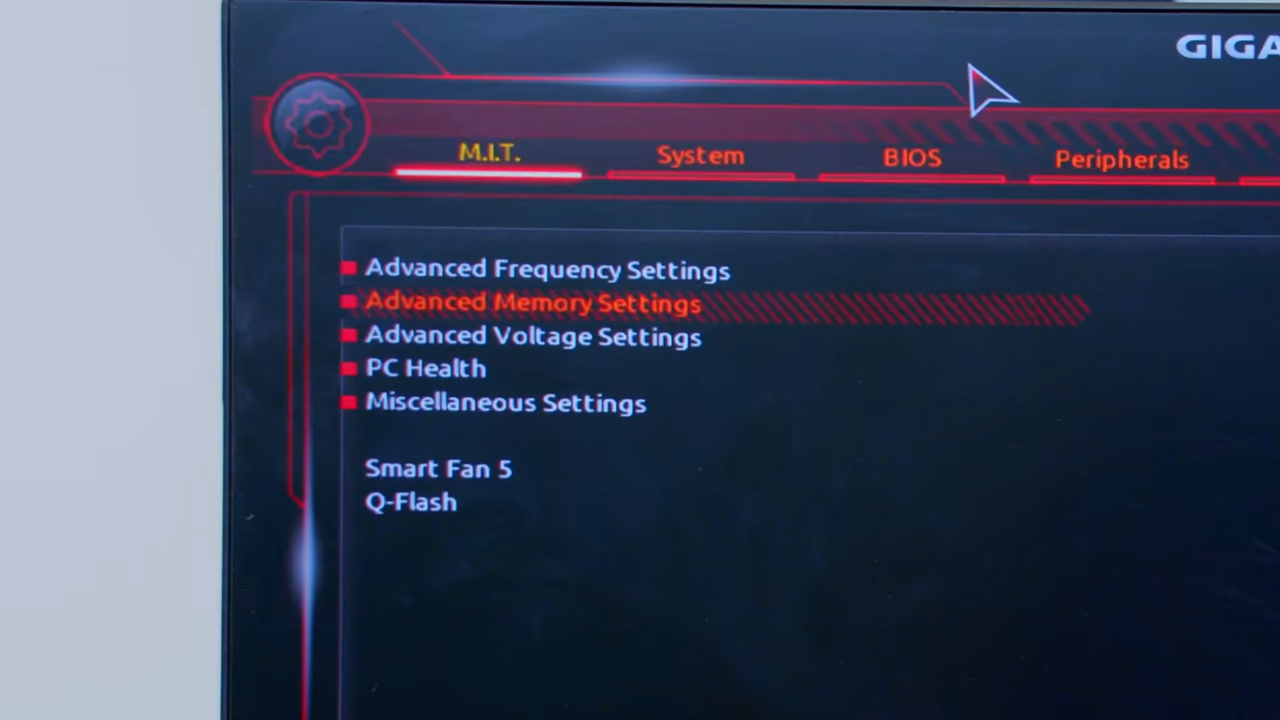 GIGA
M.I.T. System BIOS Peripherals
Advanced Frequency Settings
Advanced Memory Settings
Advanced Voltage Settings
PC Health
Miscellaneous Settings
Smart Fan 5
Q-Flash